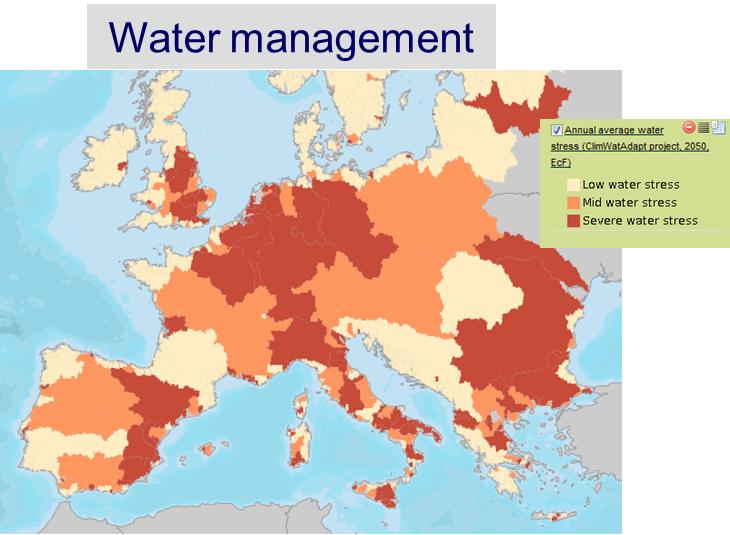 Water management
Annual average water
stress (ClimWatAdapt project, 2050,
EcF)
Low water stress
Mid water stress
Severe water stress